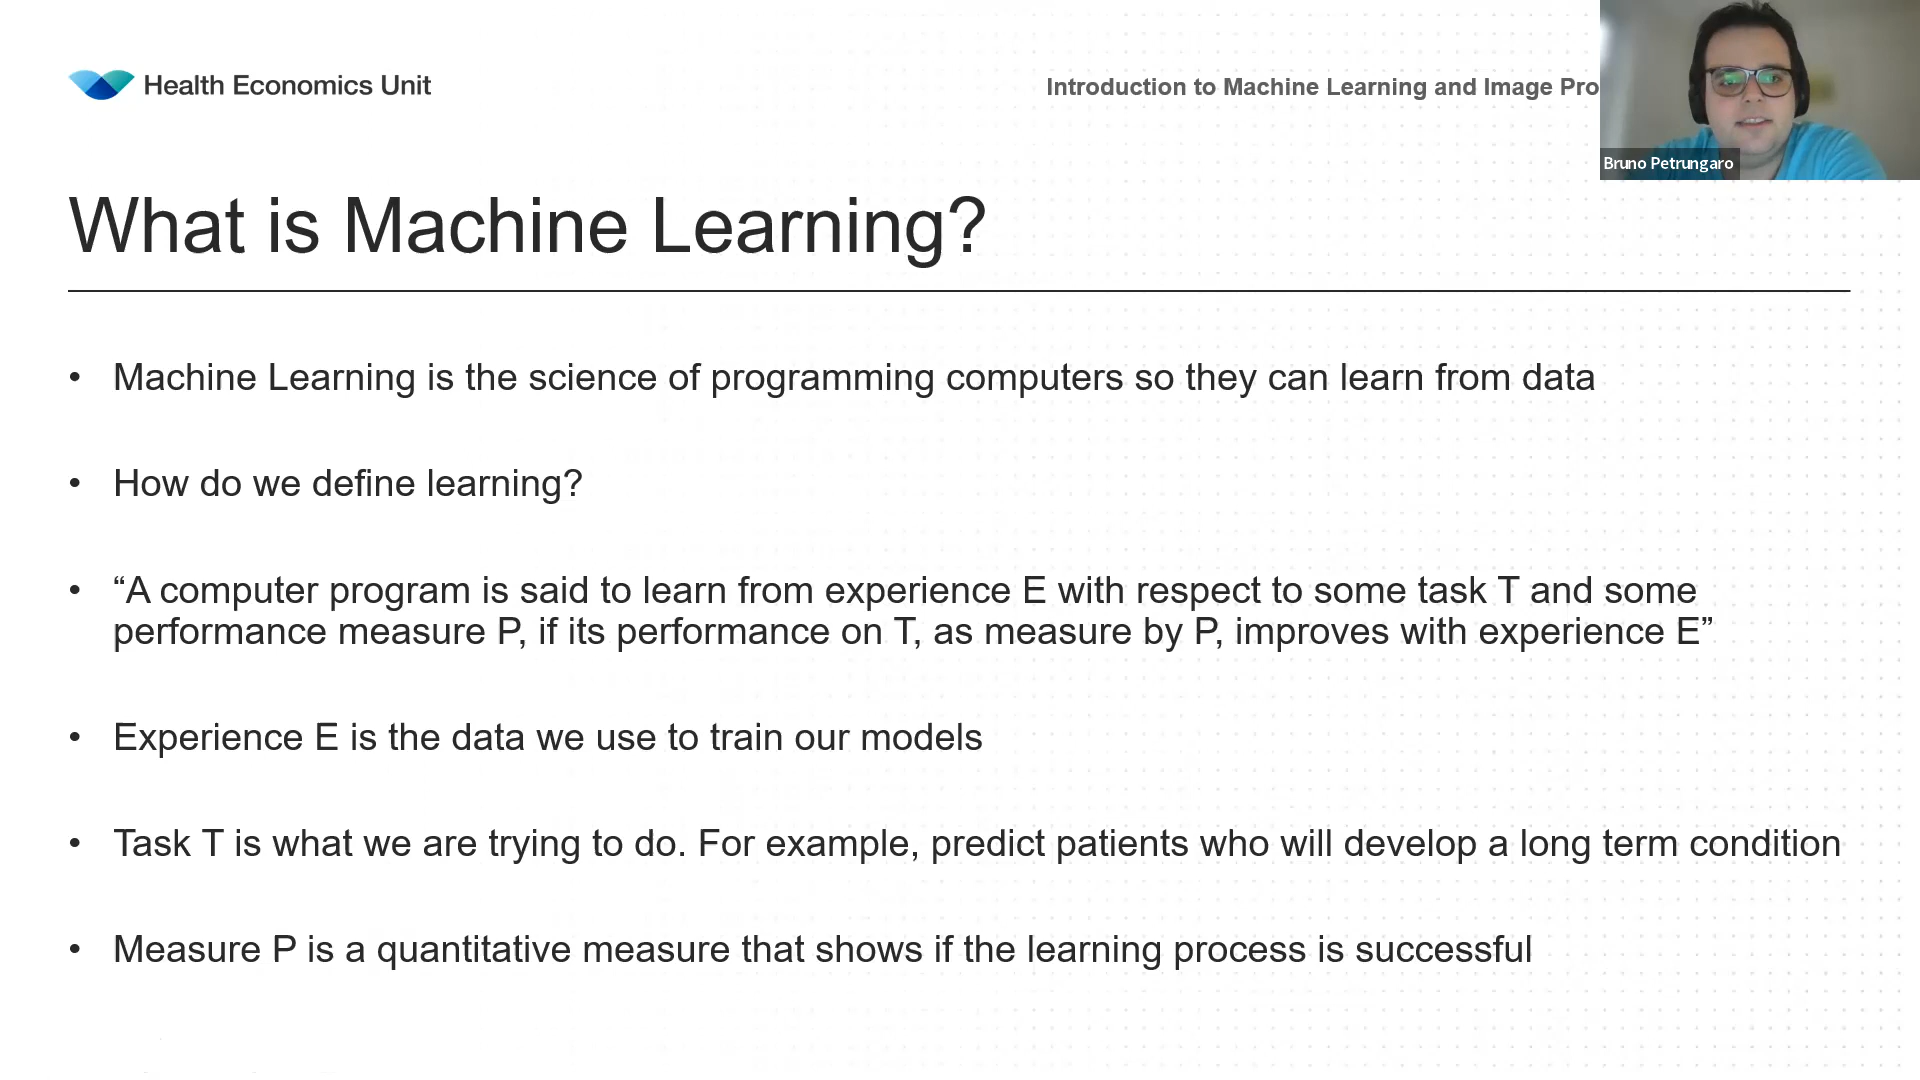 Health Economics Unit
Introduction to Machine Learning and Image Pro
Bruno Petrungaro
What is Machine Learning?
• Machine Learning is the science of programming computers so they can learn from data
• How do we define learning?
• “A computer program is said to learn from experience E with respect to some task T and some
performance measure P, if its performance on T, as measure by P, improves with experience E”
• Experience E is the data we use to train our models
• Task T is what we are trying to do. For example, predict patients who will develop a long term condition
• Measure P is a quantitative measure that shows if the learning process is successful